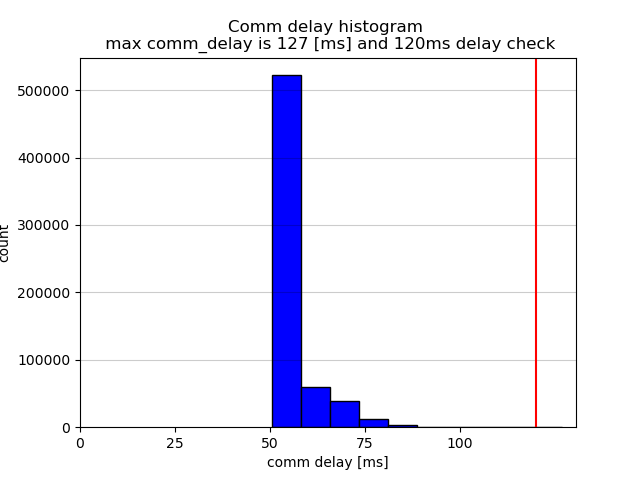 Comm delay histogram
max comm_delay is 127 [ms] and 120ms delay check
500000
400000
300000
200000
100000
0
count
0 25 50 75 100
comm delay [ms]